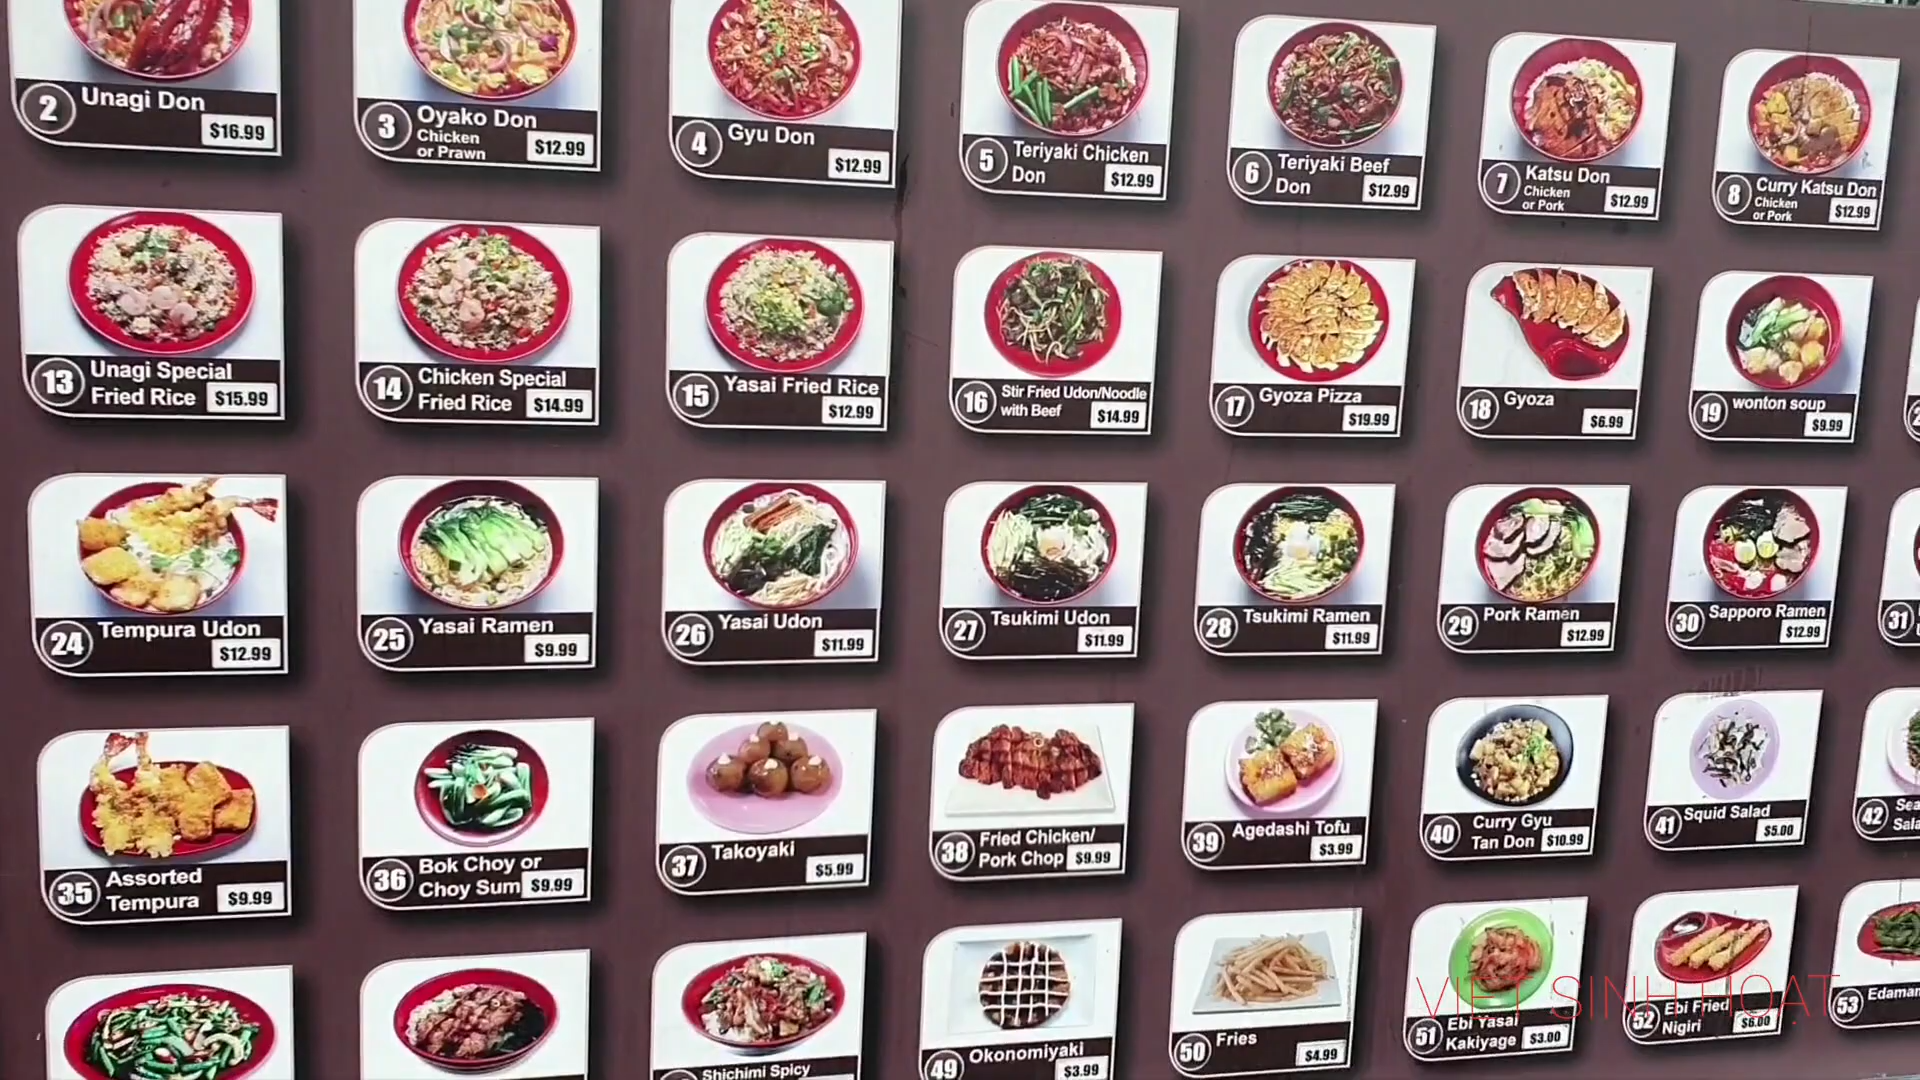 2
Unagi Don
$16.99
3
Oyako Don
Chicken
or Prawn
$12.99
4
Gyu Don
$12.99
5
Teriyaki Chicken
Don
$12.99
6
Teriyaki Beef
Don
$12.99
7
Katsu Don
Chicken
or Pork
$12.99
8
Curry Katsu Don
Chicken
or Pork
$12.99
13
Unagi Special
Fried Rice
$15.99
14
Chicken Special
Fried Rice
$14.99
15
Yasai Fried Rice
$12.99
16
Stir Fried Udon/Noodle
with Beef
$14.99
17
Gyoza Pizza
$19.99
18
Gyoza
$6.99
19
wonton soup
$9.99
24
Tempura Udon
$12.99
25
Yasai Ramen
$9.99
26
Yasai Udon
$11.99
27
Tsukimi Udon
$11.99
28
Tsukimi Ramen
$11.99
29
Pork Ramen
$12.99
30
Sapporo Ramen
$12.99
31
35
Assorted
Tempura
$9.99
36
Bok Choy or
Choy Sum
$9.99
37
Takoyaki
$5.99
38
Fried Chicken/
Pork Chop
$9.99
39
Agedashi Tofu
$3.99
40
Curry Gyu
Tan Don
$10.99
41
Squid Salad
$5.00
42
Shichimi Spicy
49
Okonomiyaki
$3.99
50
Fries
$4.99
51
Ebi Yasai
Kakiyage
$3.00
52
Ebi Fried
Nigiri
$6.00
53
VIỆT SINH HOẠT